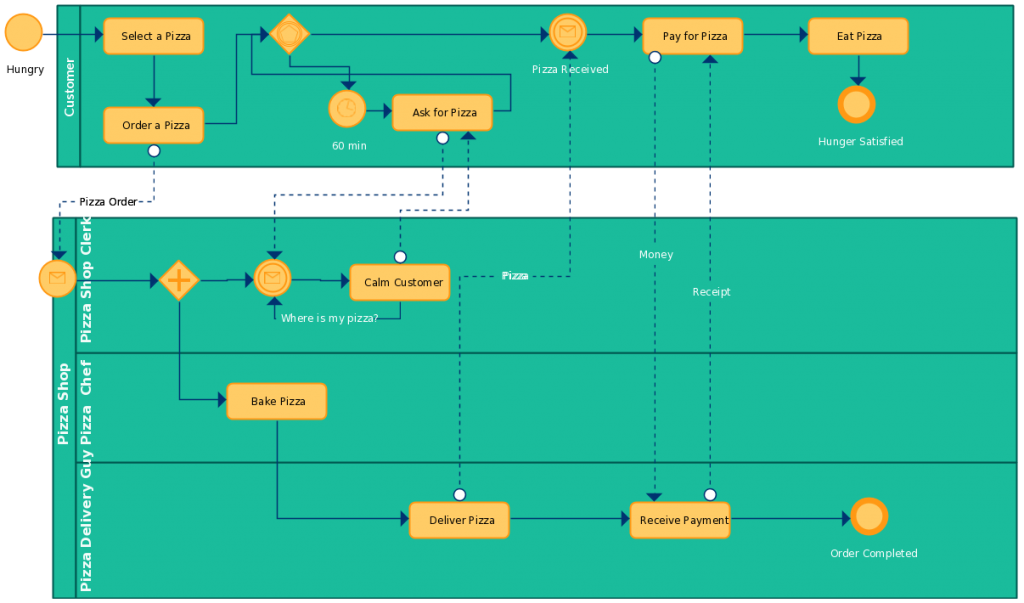 Select a Pizza
Pay for Pizza
Eat Pizza
Hungry
Pizza Received
Customer
Order a Pizza
Ask for Pizza
60 min
Hunger Satisfied
Pizza Order
Pizza Shop
Pizza Shop Clerk
Calm Customer
Where is my pizza?
Pizza
Money
Receipt
Pizza Chef
Bake Pizza
Pizza Delivery Guy
Deliver Pizza
Receive Payment
Order Completed